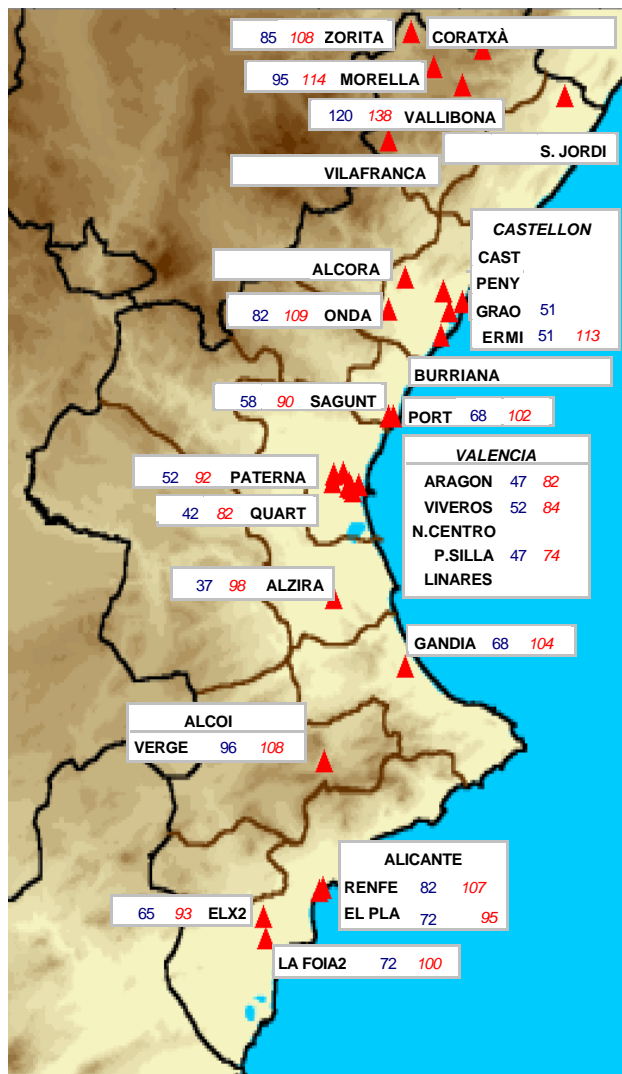 85 108 ZORITA
CORATXÀ
95 114 MORELLA
120 138 VALLIBONA
S. JORDI
VILAFRANCA
CASTELLON
CAST
PENY
GRAO 51
ERMI 51 113
ALCORA
82 109 ONDA
BURRIANA
58 90 SAGUNT
PORT 68 102
VALENCIA
ARAGON 47 82
VIVEROS 52 84
N.CENTRO
P.SILLA 47 74
LINARES
52 92 PATERNA
42 82 QUART
37 98 ALZIRA
GANDIA 68 104
ALCOI
VERGE 96 108
ALICANTE
RENFE 82 107
EL PLA 72 95
65 93 ELX2
LA FOIA2 72 100